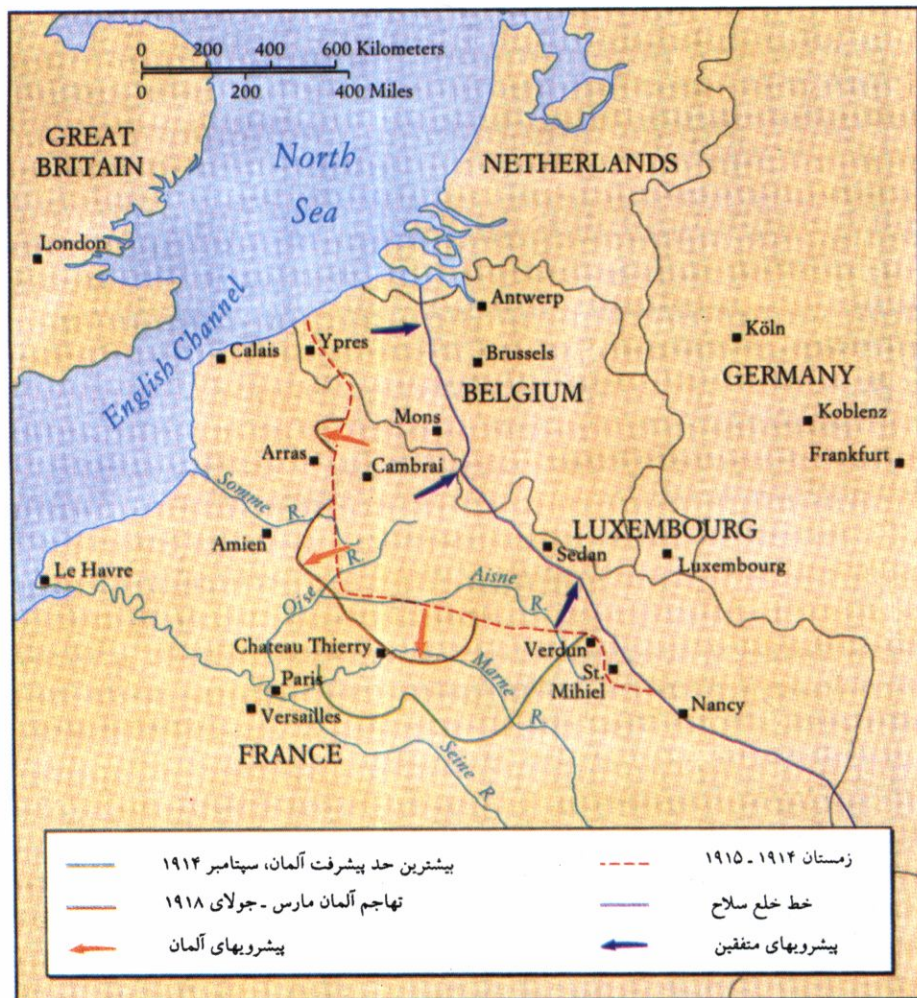 0 200 400 600 Kilometers
0 200 400 Miles
GREAT
BRITAIN
North
Sea
NETHERLANDS
London
English Channel
Antwerp
Calais
Ypres
Brussels
BELGIUM
Köln
GERMANY
Mons
Koblenz
Arras
Cambrai
Frankfurt
Somme R.
Amien
LUXEMBOURG
Sedan
Luxembourg
Le Havre
Oise R.
Aisne R.
Chateau Thierry
Verdun
St.
Mihiel
Marne R.
Paris
Versailles
Nancy
FRANCE
Seine R.
زمستان ۱۹۱۴ ـ ۱۹۱۵
بیشترین حد پیشرفت آلمان، سپتامبر ۱۹۱۴
خط خلع سلاح
تهاجم آلمان مارس ـ جولای ۱۹۱۸
پیشرویهای متفقین
پیشرویهای آلمان